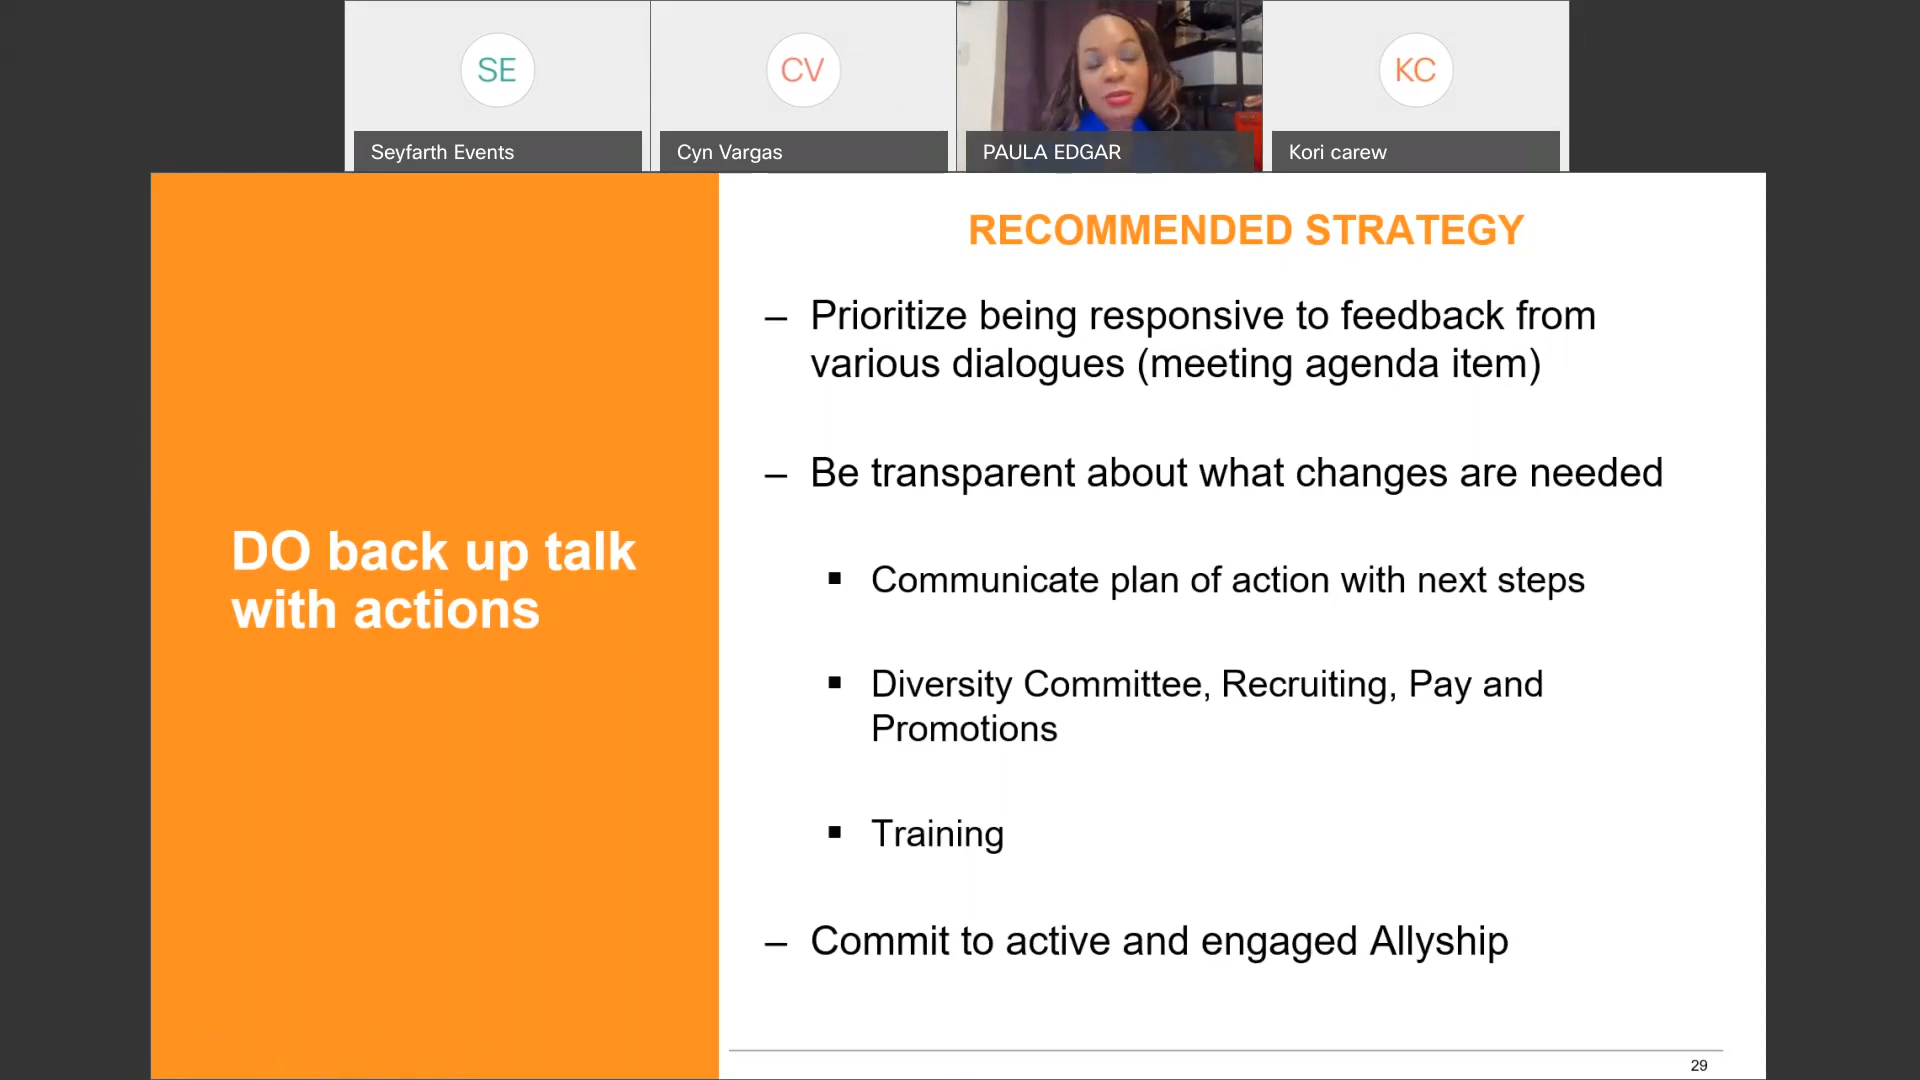 SE
CV
KC
Seyfarth Events
Cyn Vargas
PAULA EDGAR
Kori carew
DO back up talk
with actions
RECOMMENDED STRATEGY
– Prioritize being responsive to feedback from
various dialogues (meeting agenda item)
– Be transparent about what changes are needed
▪ Communicate plan of action with next steps
▪ Diversity Committee, Recruiting, Pay and
Promotions
▪ Training
– Commit to active and engaged Allyship
29